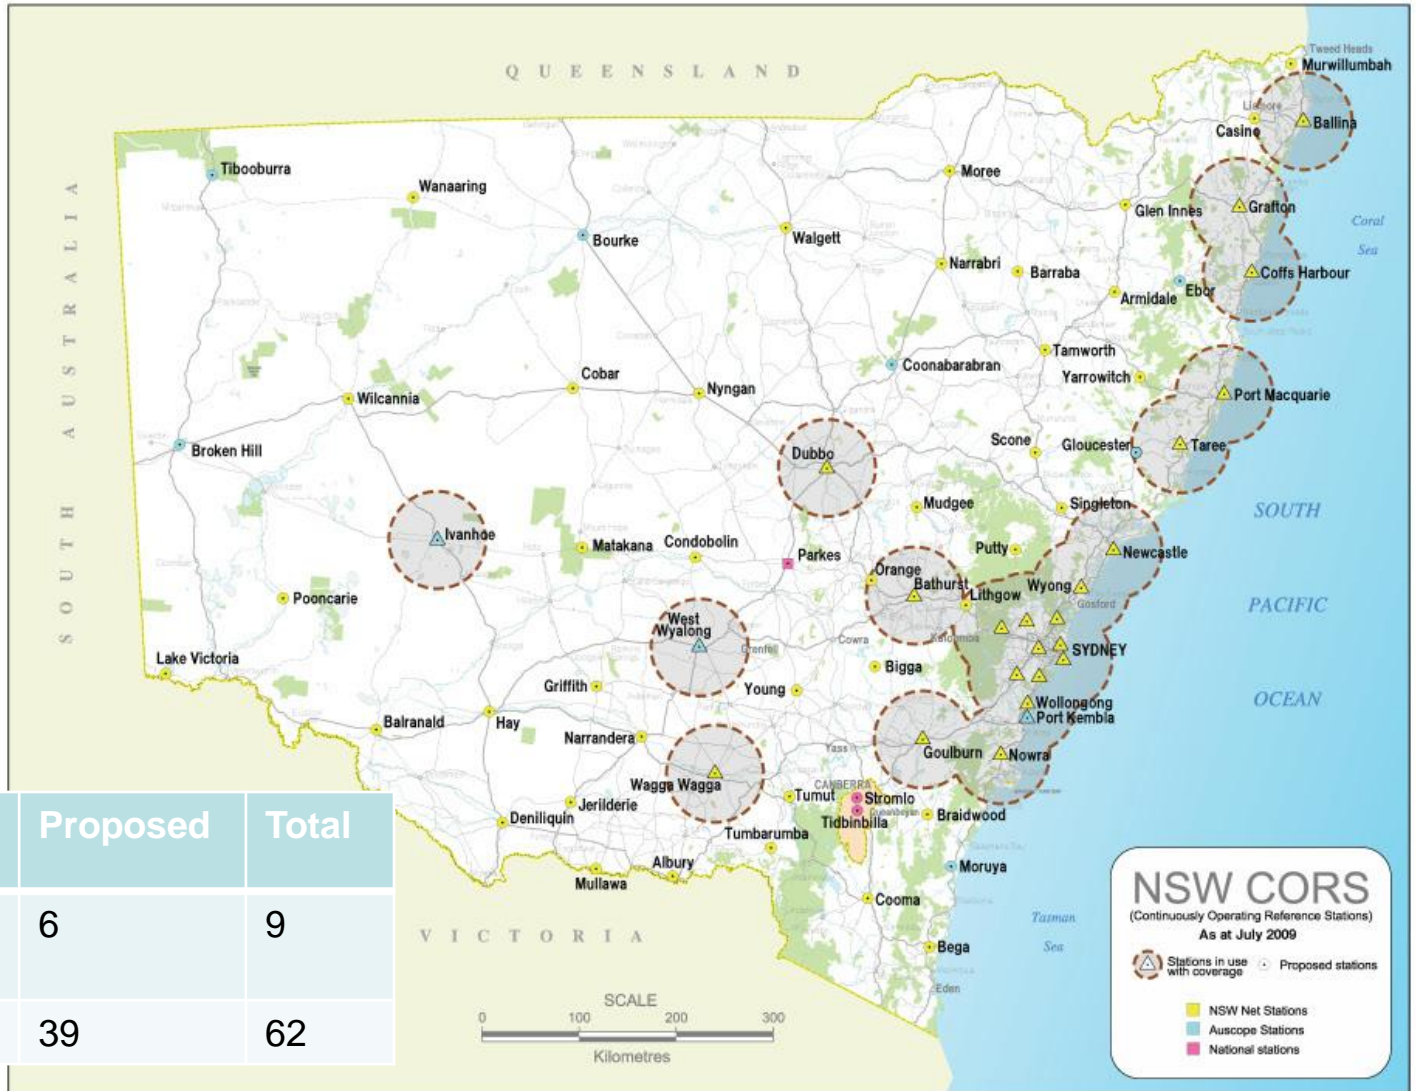 QUEENSLAND
Tweed Heads
Murwillumbah
Lismore
Casino
Ballina
Tibooburra
Wanaaring
Moree
Glen Innes
Grafton
Coral
Sea
Bourke
Walgett
Narrabri
Barraba
Coffs Harbour
Armidale
Ebor
SOUTH AUSTRALIA
Tamworth
Coonabarabran
Yarrowitch
Cobar
Nyngan
Wilcannia
Port Macquarie
Broken Hill
Dubbo
Scone
Gloucester
Taree
Mudgee
Singleton
SOUTH
Ivanhoe
Matakana
Condobolin
Parkes
Putty
Newcastle
Orange
Bathurst
Wyong
Lithgow
Gosford
Pooncarie
PACIFIC
West
Wyalong
Grenfell
Cowra
Katoomba
SYDNEY
Lake Victoria
Bigga
Griffith
Young
OCEAN
Wollongong
Port Kembla
Balranald
Hay
Narrandera
Yass
Goulburn
Nowra
Wagga Wagga
CANBERRA
Tumut
Stromlo
Queanbeyan
Tidbinbilla
Braidwood
Jerilderie
Deniliquin
Tumbarumba
Albury
Mullawa
Moruya
Cooma
Tasman
Sea
VICTORIA
Bega
Eden
Proposed Total
6 9
39 62
SCALE
0 100 200 300
Kilometres
NSW CORS
(Continuously Operating Reference Stations)
As at July 2009
Stations in use
with coverage
Proposed stations
NSW Net Stations
Auscope Stations
National stations